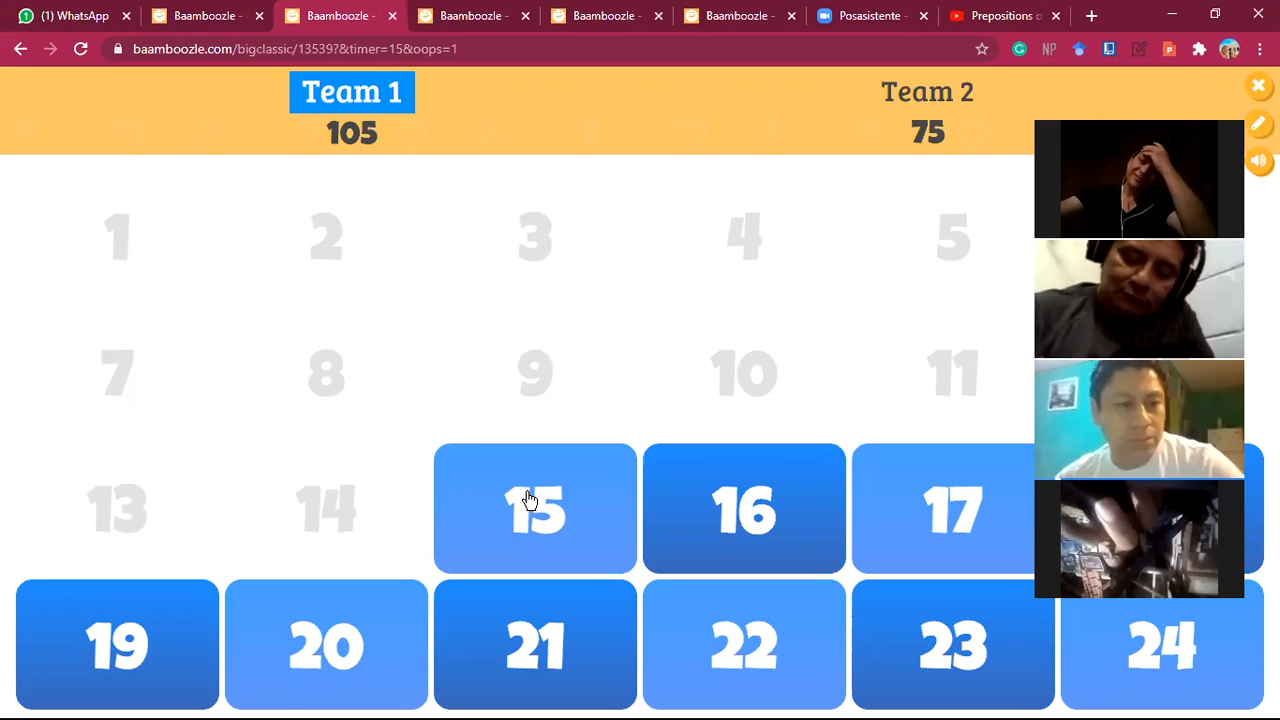 (1) WhatsApp
Baamboozle -
Baamboozle -
Baamboozle -
Baamboozle -
Baamboozle -
Posasistente -
Prepositions o
baamboozle.com/bigclassic/13539?&timer=15&oops=1
NP
Team 1
105
Team 2
75
1 2 3 4 5
7 8 9 10 11
13 14 15 16 17
19 20 21 22 23 24